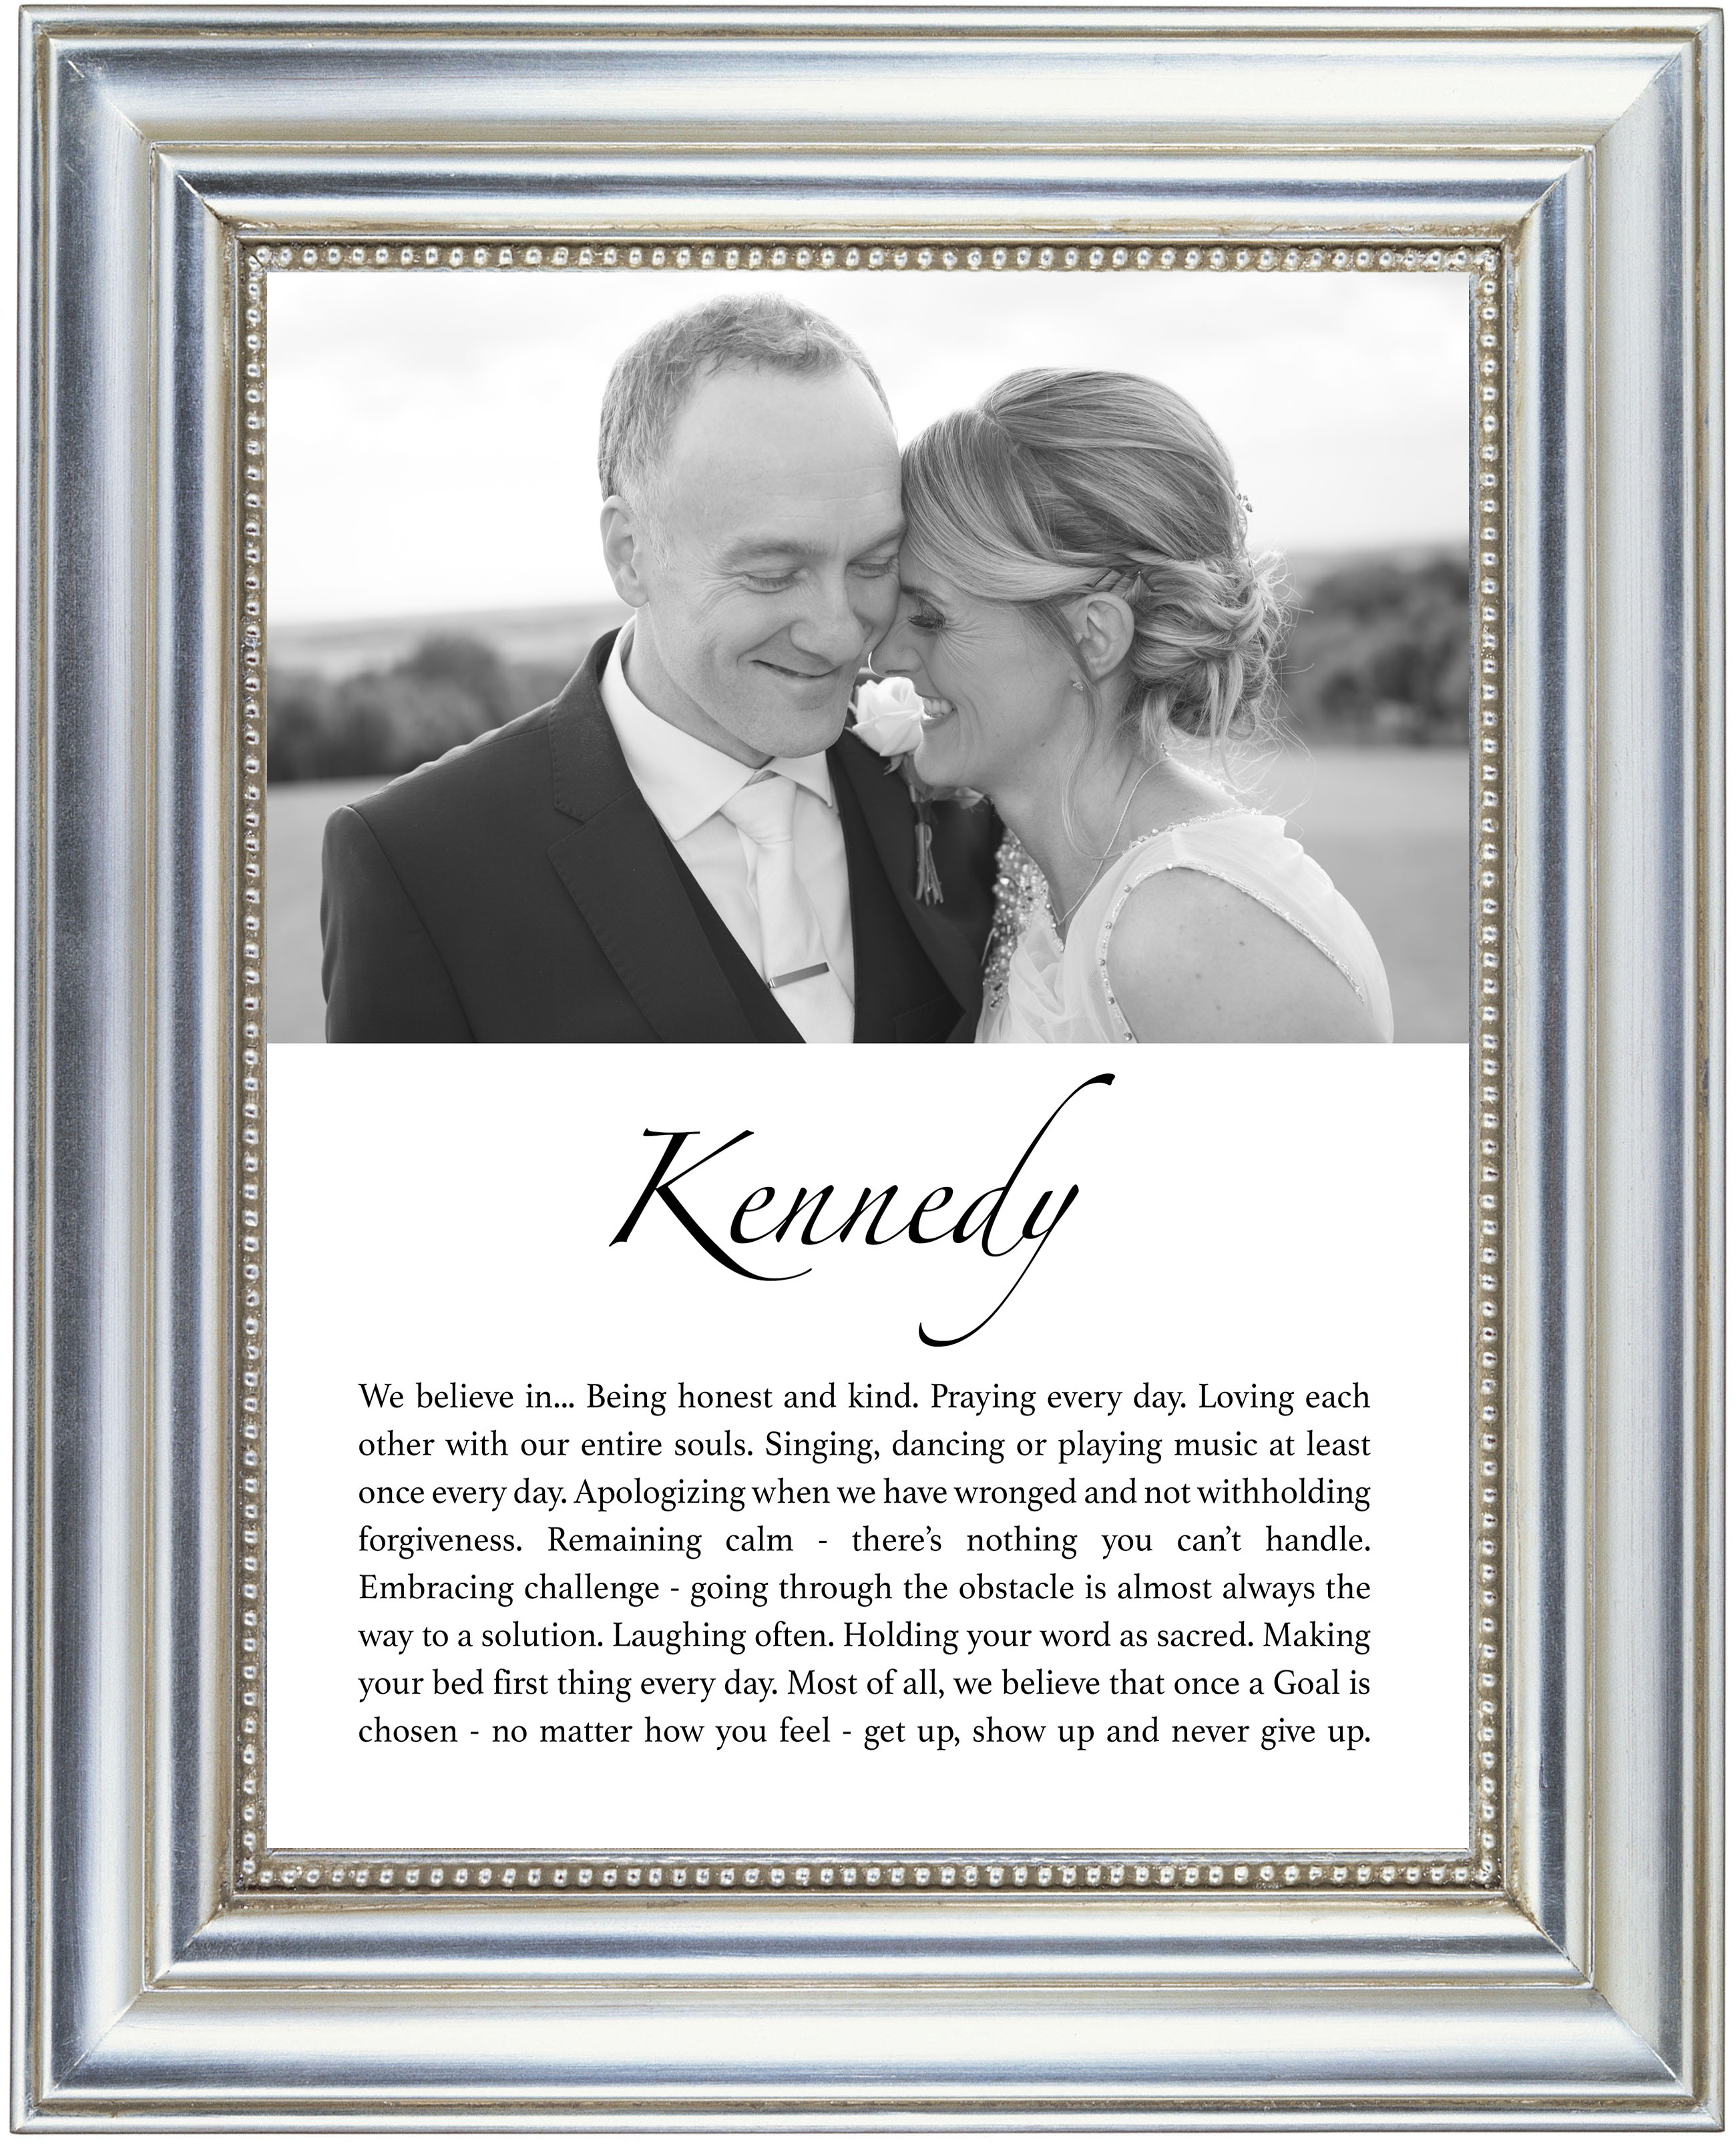 Kennedy
We believe in... Being honest and kind. Praying every day. Loving each
other with our entire souls. Singing, dancing or playing music at least
once every day. Apologizing when we have wronged and not withholding
forgiveness. Remaining calm - there’s nothing you can’t handle.
Embracing challenge - going through the obstacle is almost always the
way to a solution. Laughing often. Holding your word as sacred. Making
your bed first thing every day. Most of all, we believe that once a Goal is
chosen - no matter how you feel - get up, show up and never give up.